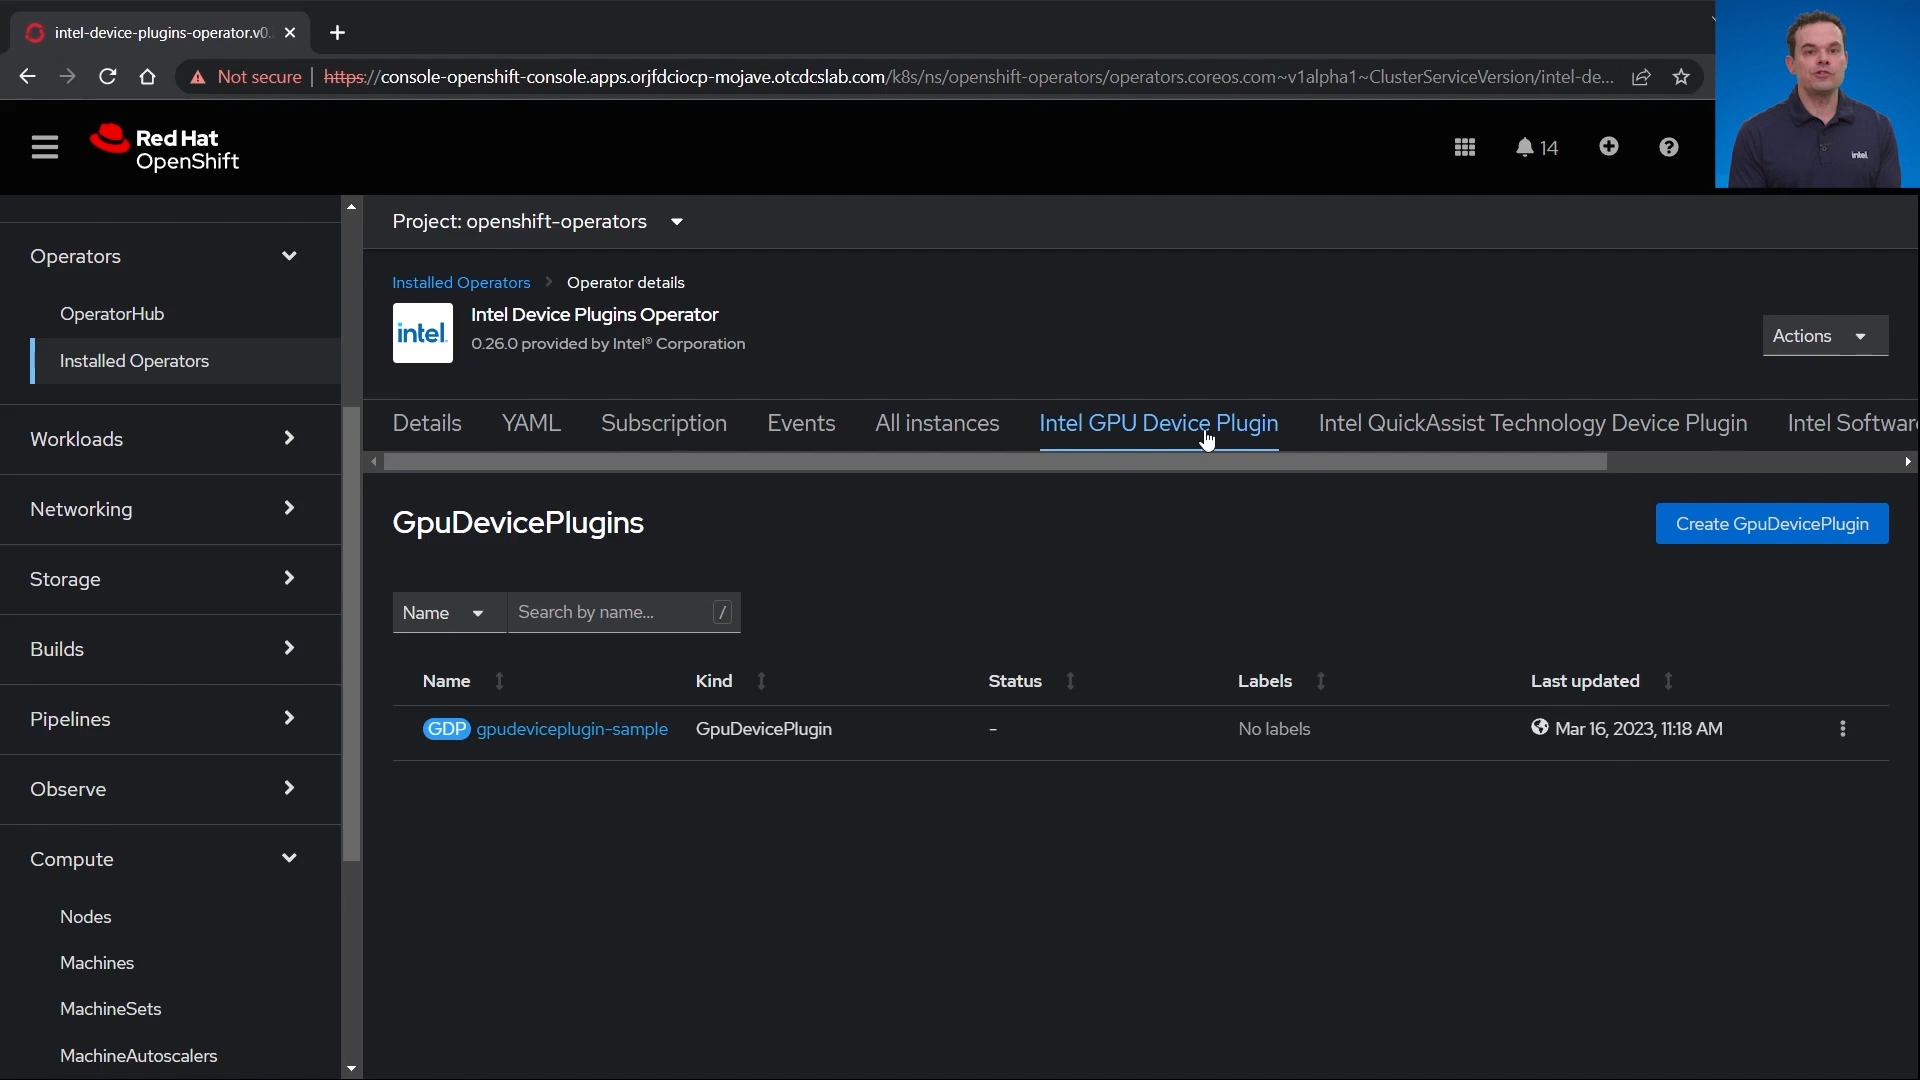 intel-device-plugins-operator.v0.
Not secure
https://console-openshift-console.apps.orjfdciocp-mojave.otcdcslab.com/k8s/ns/openshift-operators/operators.coreos.com~v1alpha1~ClusterServiceVersion/intel-de...
Red Hat
OpenShift
14
intel.
Project: openshift-operators
Operators
OperatorHub
Installed Operators
Workloads
Networking
Storage
Builds
Pipelines
Observe
Compute
Nodes
Machines
MachineSets
MachineAutoscalers
Installed Operators
Operator details
intel.
Intel Device Plugins Operator
0.26.0 provided by Intel® Corporation
Actions
Details YAML Subscription Events All instances Intel GPU Device Plugin Intel QuickAssist Technology Device Plugin Intel Softwar
GpuDevicePlugins
Create GpuDevicePlugin
Name Search by name... /
Name Kind Status Labels Last updated
GDP gpudeviceplugin-sample GpuDevicePlugin - No labels Mar 16, 2023, 11:18 AM